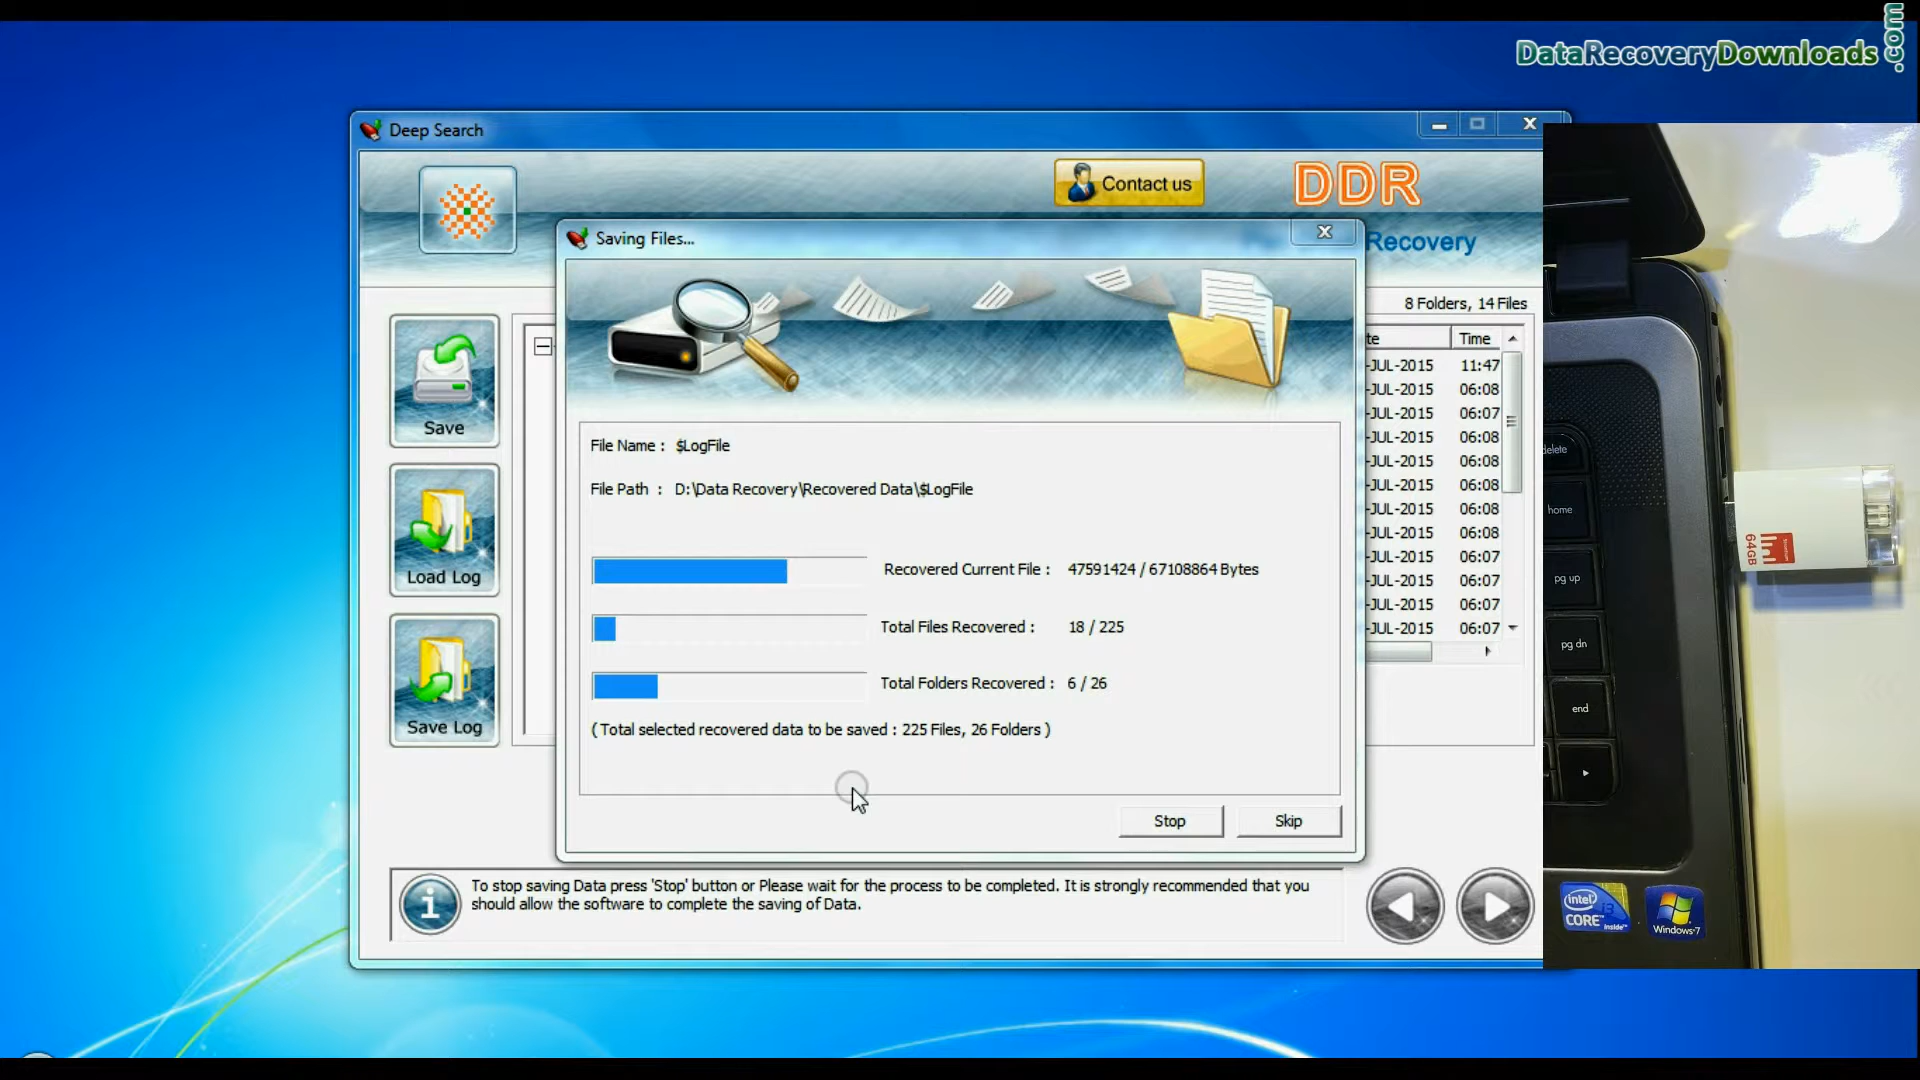 DataRecoveryDownloads.com
Deep Search
Contact us
DDR
Recovery
Saving Files...
8 Folders, 14 Files
te Time
-JUL-2015 11:47
-JUL-2015 06:08
-JUL-2015 06:07
-JUL-2015 06:08
-JUL-2015 06:08
-JUL-2015 06:08
-JUL-2015 06:08
-JUL-2015 06:08
-JUL-2015 06:07
-JUL-2015 06:07
-JUL-2015 06:07
-JUL-2015 06:07
Save
Load Log
Save Log
File Name : $LogFile
File Path : D:\Data Recovery\Recovered Data\$LogFile
Recovered Current File : 47591424 / 67108864 Bytes
Total Files Recovered : 18 / 225
Total Folders Recovered : 6 / 26
( Total selected recovered data to be saved : 225 Files, 26 Folders )
Stop
Skip
To stop saving Data press 'Stop' button or Please wait for the process to be completed. It is strongly recommended that you
should allow the software to complete the saving of Data.
delete
home
pg up
pg dn
end
64GB
intel
CORE i3
inside
Windows 7